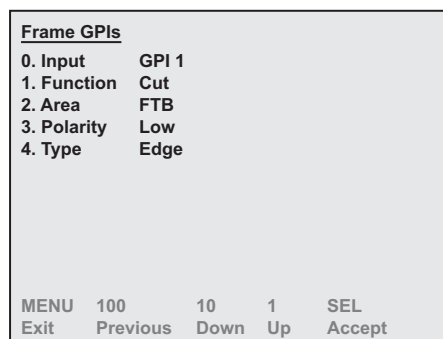 Frame GPIs
0. Input GPI 1
1. Function Cut
2. Area FTB
3. Polarity Low
4. Type Edge
MENU 100 10 1 SEL
Exit Previous Down Up Accept